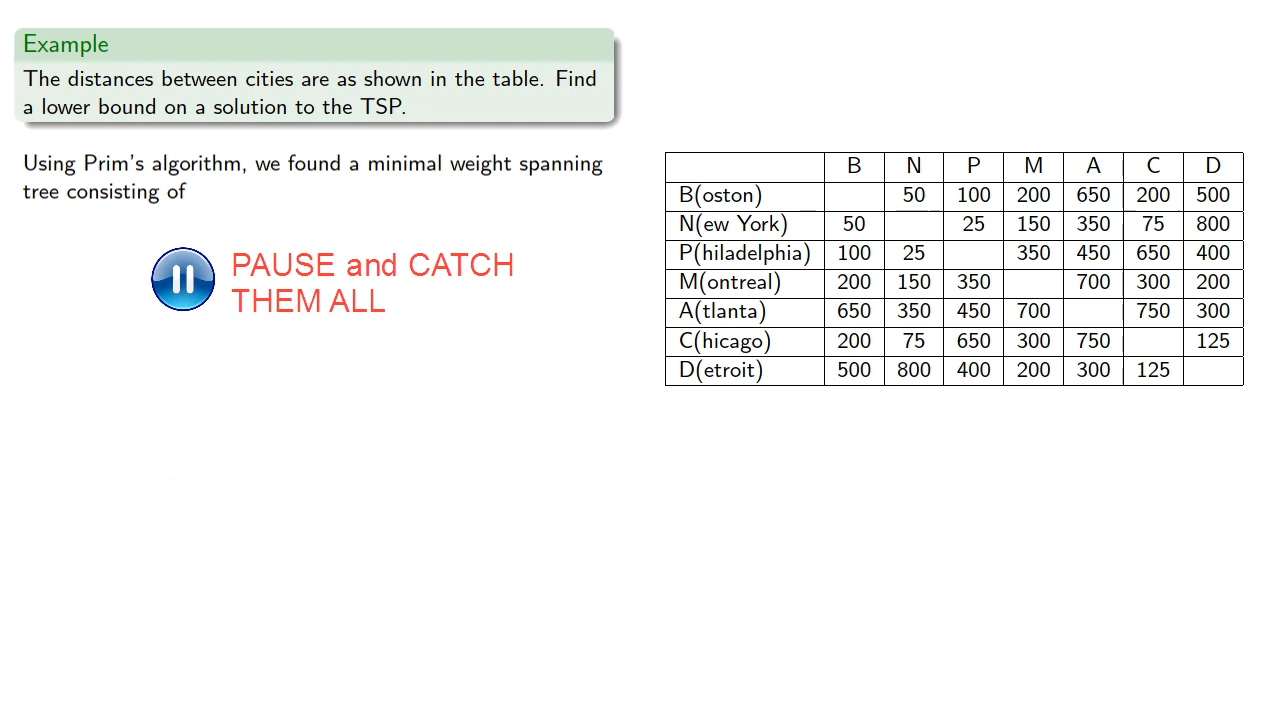 Example
The distances between cities are as shown in the table. Find
a lower bound on a solution to the TSP.
Using Prim's algorithm, we found a minimal weight spanning
tree consisting of
PAUSE and CATCH
THEM ALL
B N P M A C D
B(oston) 50 100 200 650 200 500
N(ew York) 50 25 150 350 75 800
P(hiladelphia) 100 25 350 450 650 400
M(ontreal) 200 150 350 700 300 200
A(tlanta) 650 350 450 700 750 300
C(hicago) 200 75 650 300 750 125
D(etroit) 500 800 400 200 300 125